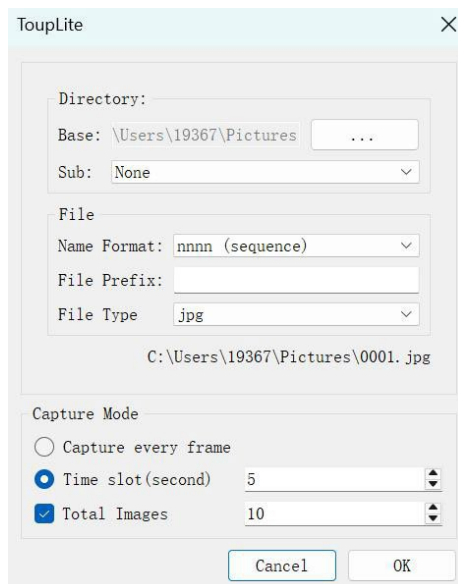 ToupLite
Directory:
Base: \Users\19367\Pictures ...
Sub: None
File
Name Format: nnnn (sequence)
File Prefix:
File Type jpg
C:\Users\19367\Pictures\0001.jpg
Capture Mode
Capture every frame
Time slot(second) 5
Total Images 10
Cancel OK